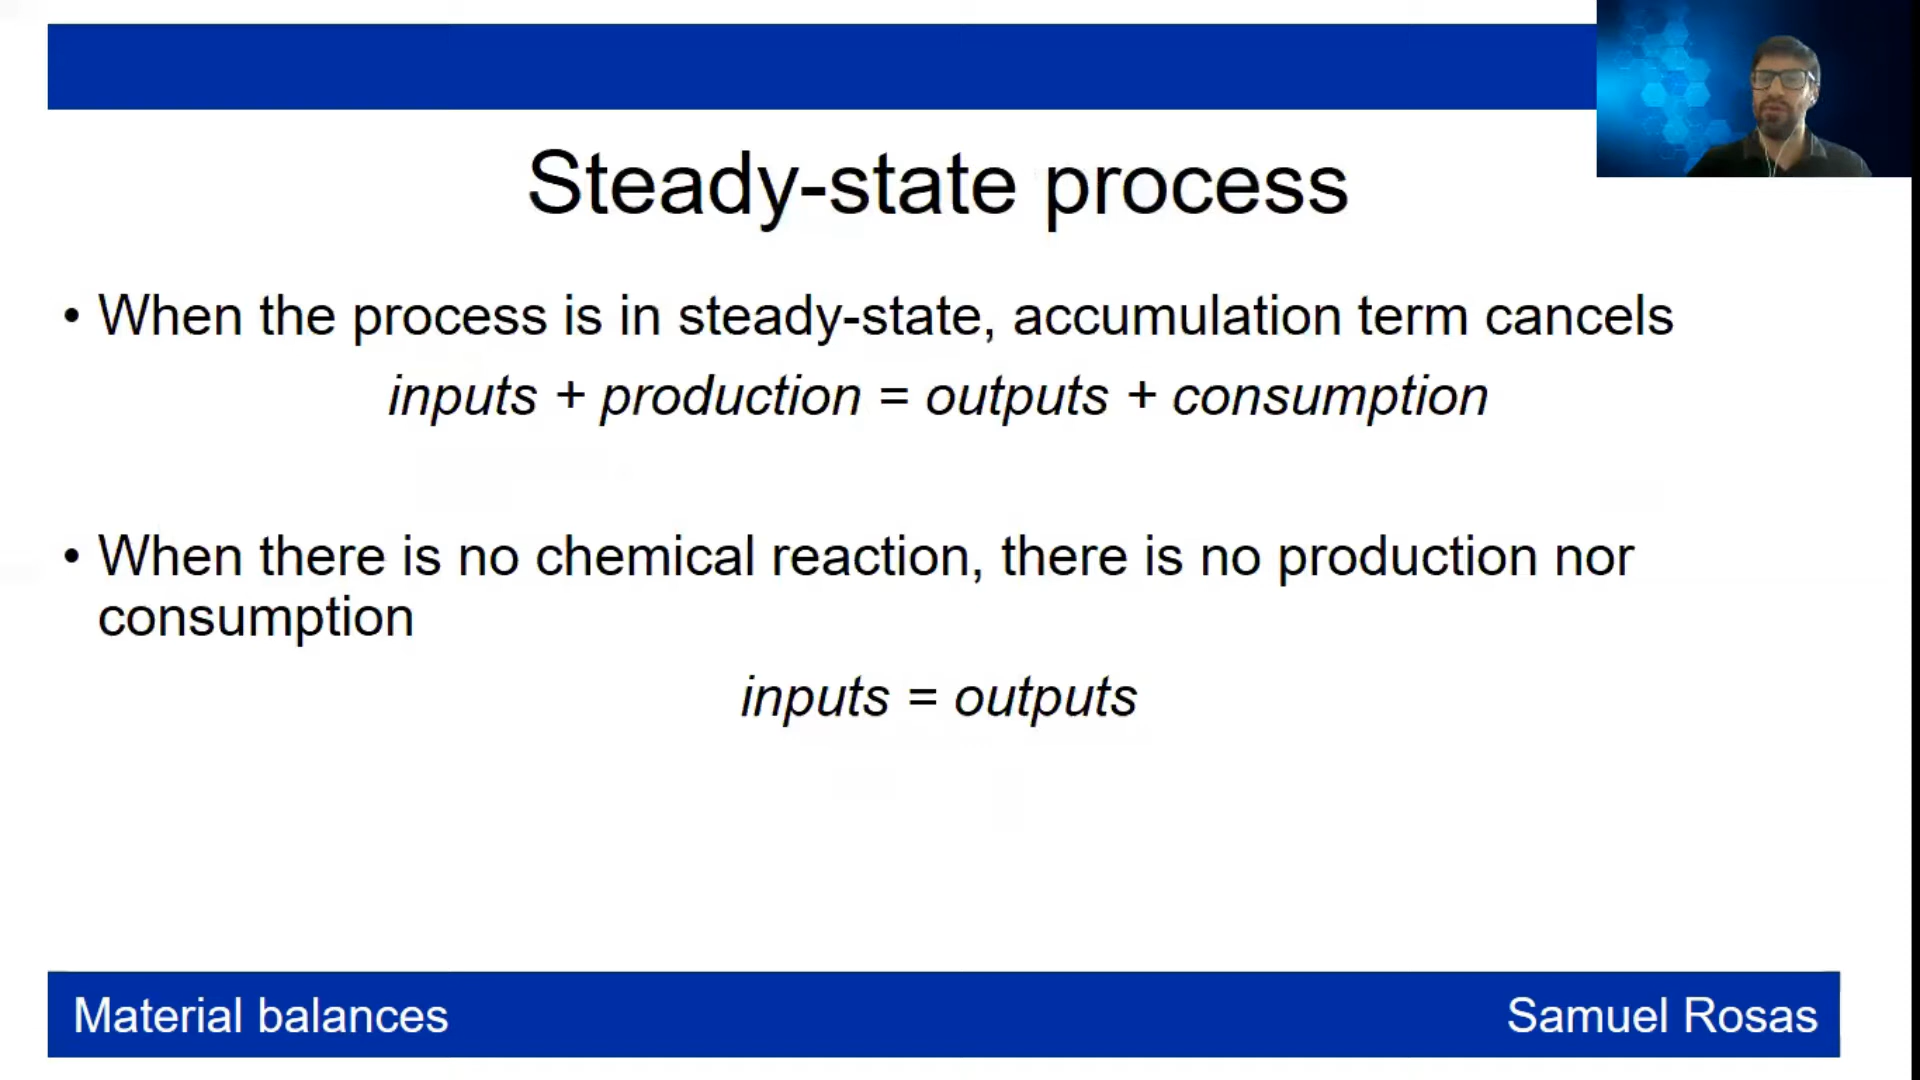 Steady-state process
• When the process is in steady-state, accumulation term cancels
inputs + production = outputs + consumption
• When there is no chemical reaction, there is no production nor
consumption
inputs = outputs
Material balances
Samuel Rosas